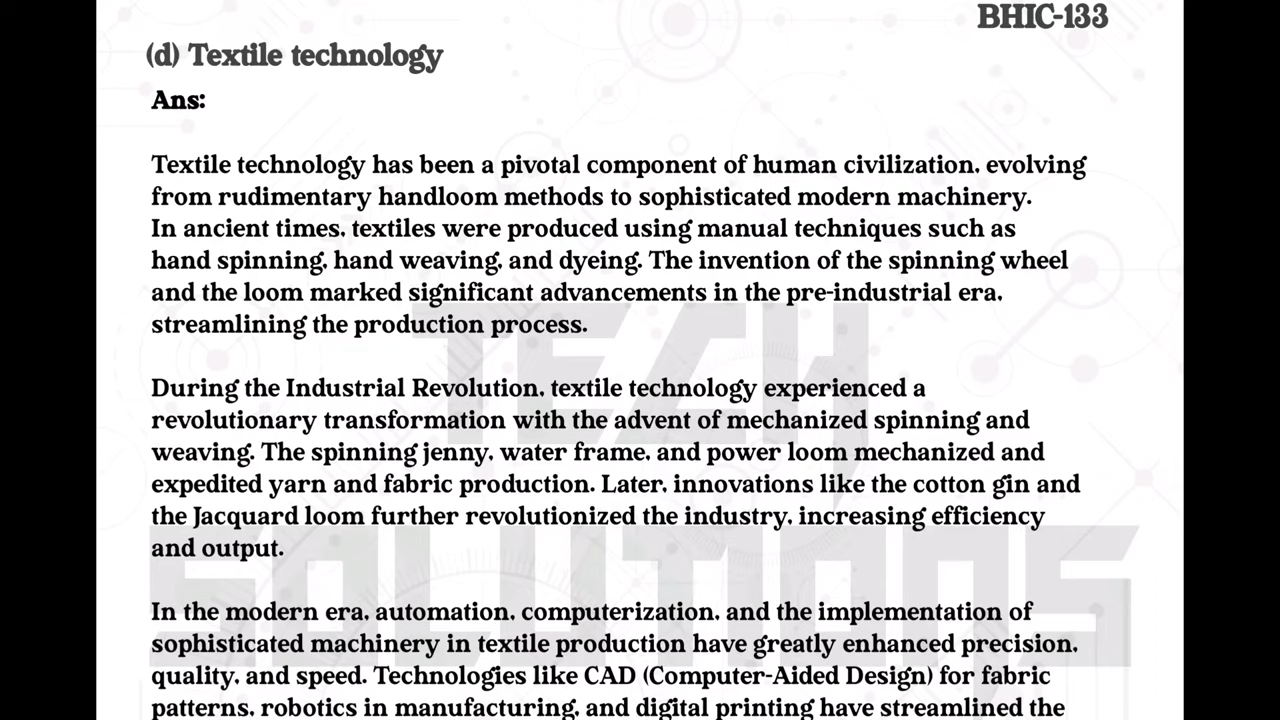 BHIC-133
(d) Textile technology
Ans:
Textile technology has been a pivotal component of human civilization, evolving
from rudimentary handloom methods to sophisticated modern machinery.
In ancient times, textiles were produced using manual techniques such as
hand spinning, hand weaving, and dyeing. The invention of the spinning wheel
and the loom marked significant advancements in the pre-industrial era,
streamlining the production process.
During the Industrial Revolution, textile technology experienced a
revolutionary transformation with the advent of mechanized spinning and
weaving. The spinning jenny, water frame, and power loom mechanized and
expedited yarn and fabric production. Later, innovations like the cotton gin and
the Jacquard loom further revolutionized the industry, increasing efficiency
and output.
In the modern era, automation, computerization, and the implementation of
sophisticated machinery in textile production have greatly enhanced precision,
quality, and speed. Technologies like CAD (Computer-Aided Design) for fabric
patterns, robotics in manufacturing, and digital printing have streamlined the
TECH
SOLUTIONS